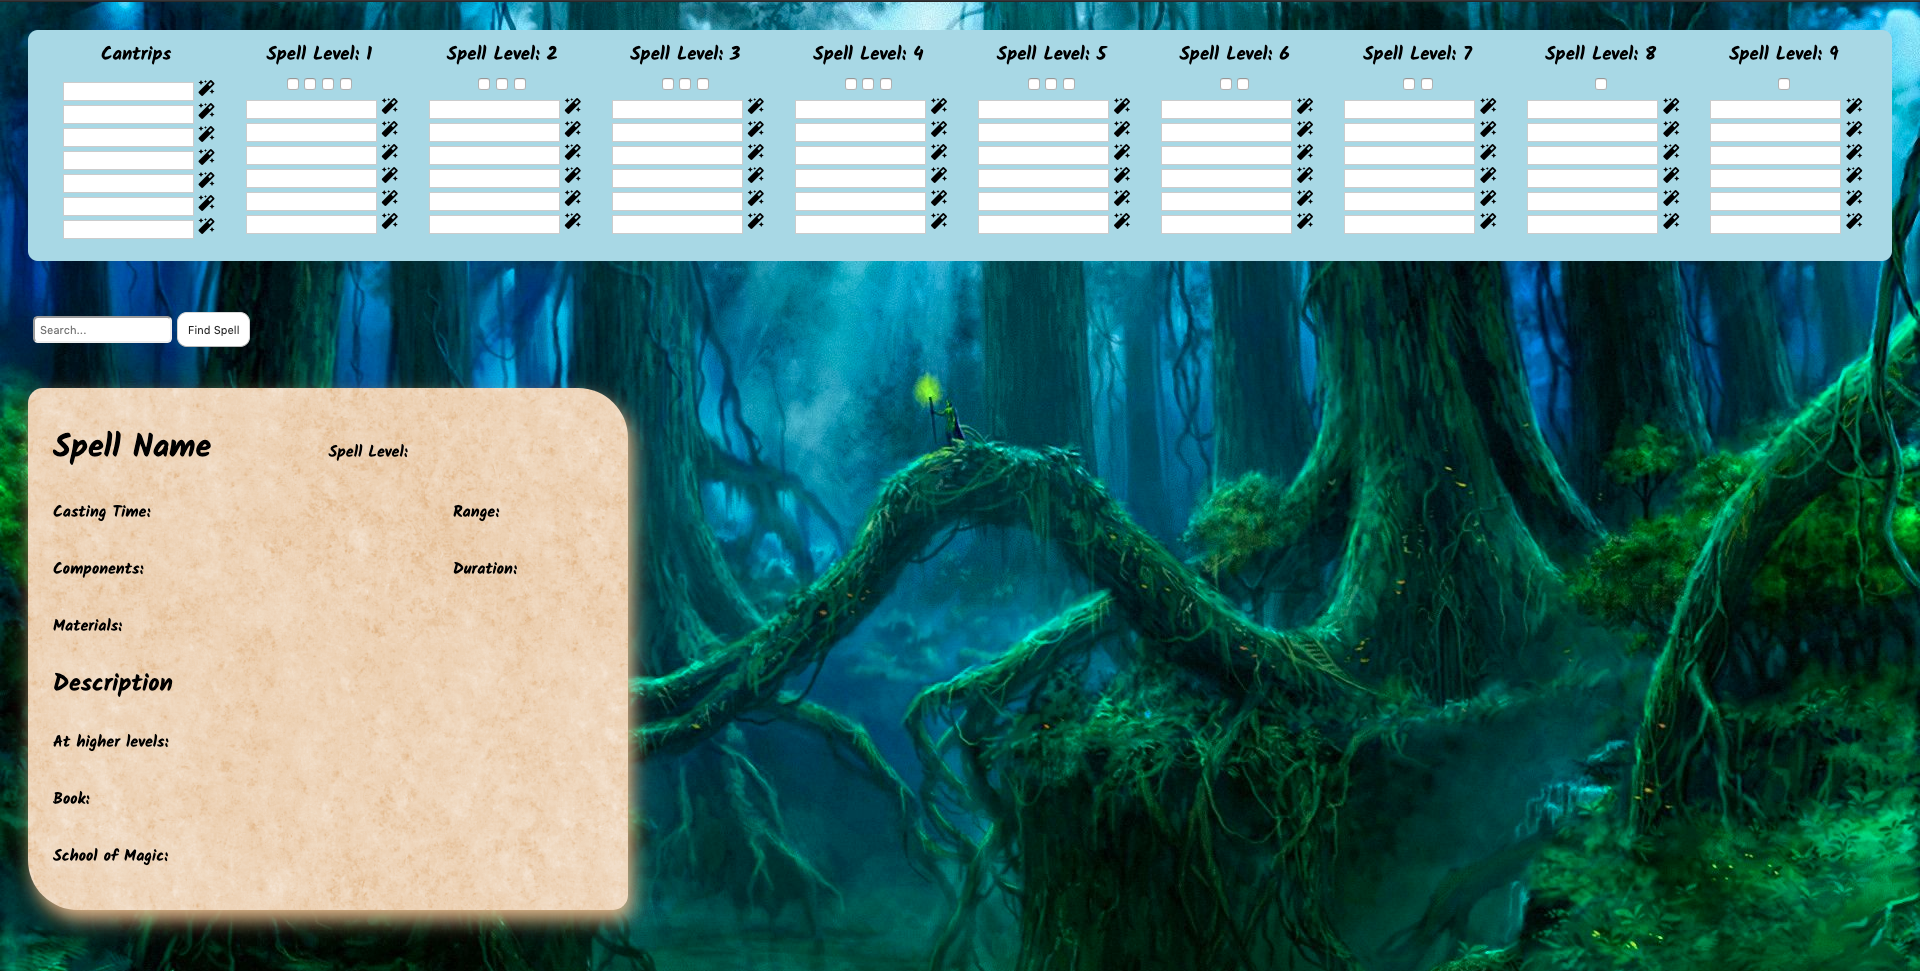 Cantrips Spell Level: 1 Spell Level: 2 Spell Level: 3 Spell Level: 4 Spell Level: 5 Spell Level: 6 Spell Level: 7 Spell Level: 8 Spell Level: 9
Search... Find Spell
Spell Name Spell Level:
Casting Time: Range:
Components: Duration:
Materials:
Description
At higher levels:
Book:
School of Magic: